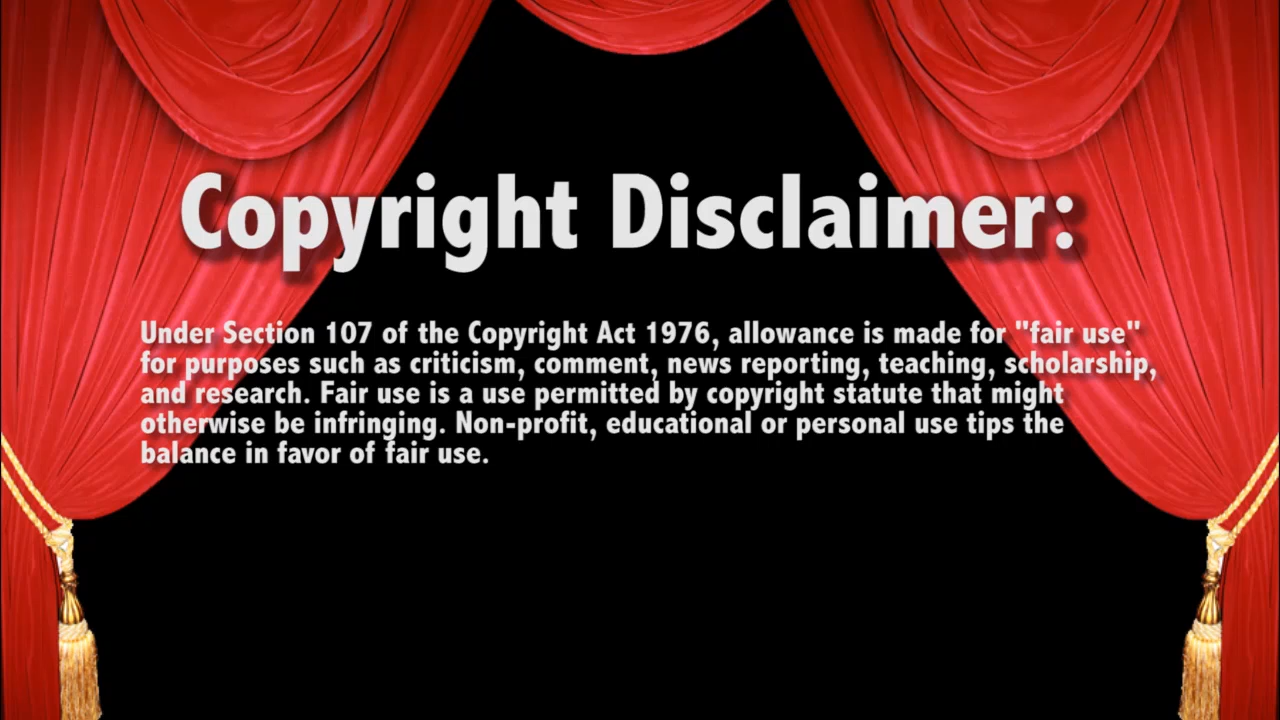 Copyright Disclaimer:
Under Section 107 of the Copyright Act 1976, allowance is made for "fair use"
for purposes such as criticism, comment, news reporting, teaching, scholarship,
and research. Fair use is a use permitted by copyright statute that might
otherwise be infringing. Non-profit, educational or personal use tips the
balance in favor of fair use.